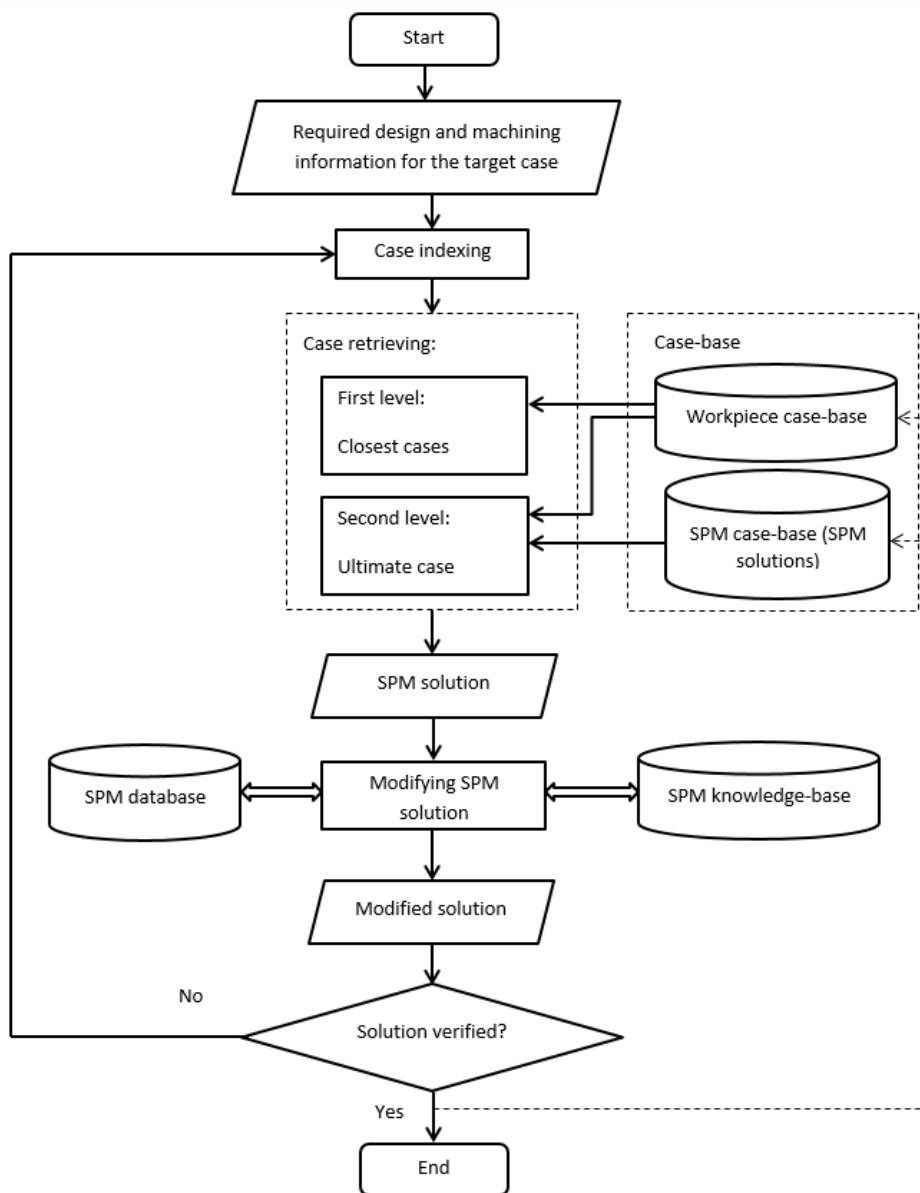 Start
Required design and machining
information for the target case
Case indexing
Case retrieving:
First level:
Closest cases
Second level:
Ultimate case
Case-base
Workpiece case-base
SPM case-base (SPM
solutions)
SPM solution
SPM database
Modifying SPM
solution
SPM knowledge-base
Modified solution
No
Solution verified?
Yes
End